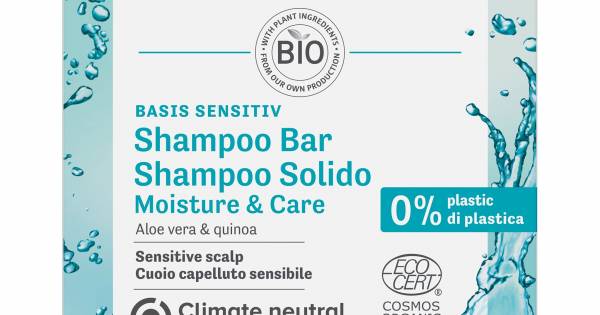 WITH PLANT INGREDIENTS
BIO
FROM OUR OWN PRODUCTION
BASIS SENSITIV
Shampoo Bar
Shampoo Solido
Moisture & Care
Aloe vera & quinoa
0% plastic
di plastica
Sensitive scalp
Cuoio capelluto sensibile
ECO
CERT®
COSMOS
ORGANIC
Climate neutral